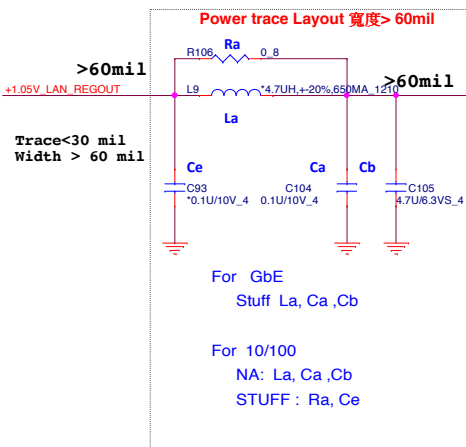 Power trace Layout 寬度> 60mil
Ra
R106
0_8
>60mil
>60mil
+1.05V_LAN_REGOUT
L9
*4.7UH,+-20%,650MA_1210
La
Trace<30 mil
Width > 60 mil
Ce
Ca
Cb
C93
*0.1U/10V_4
C104
0.1U/10V_4
C105
4.7U/6.3VS_4
For GbE
Stuff La, Ca ,Cb
For 10/100
NA: La, Ca ,Cb
STUFF : Ra, Ce